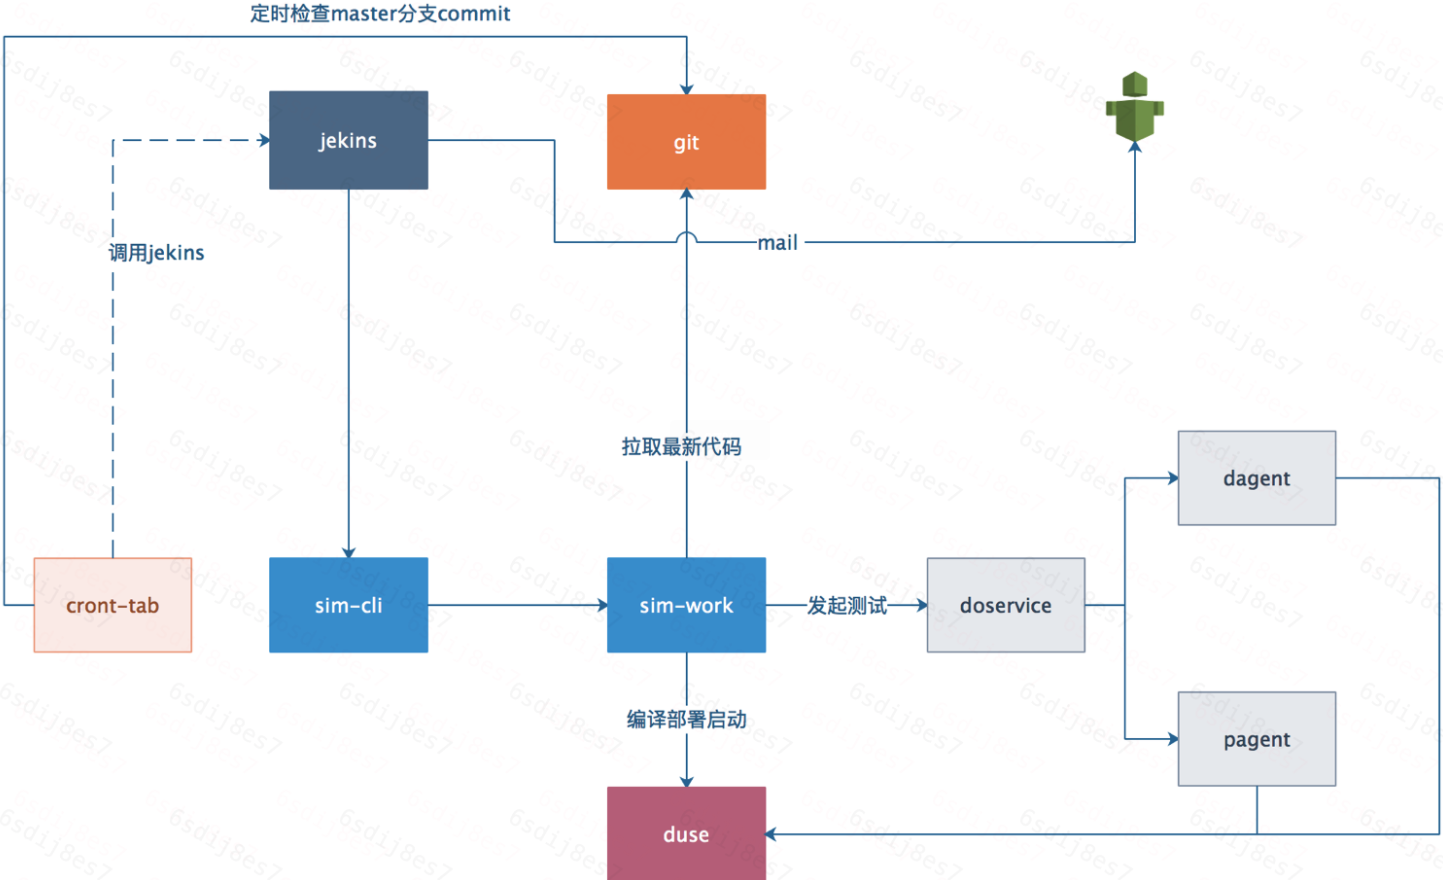 定时检查master分支commit
jekins
git
调用jekins
mail
拉取最新代码
dagent
cront-tab
sim-cli
sim-work
发起测试
doservice
编译部署启动
pagent
duse
6sdij8es7